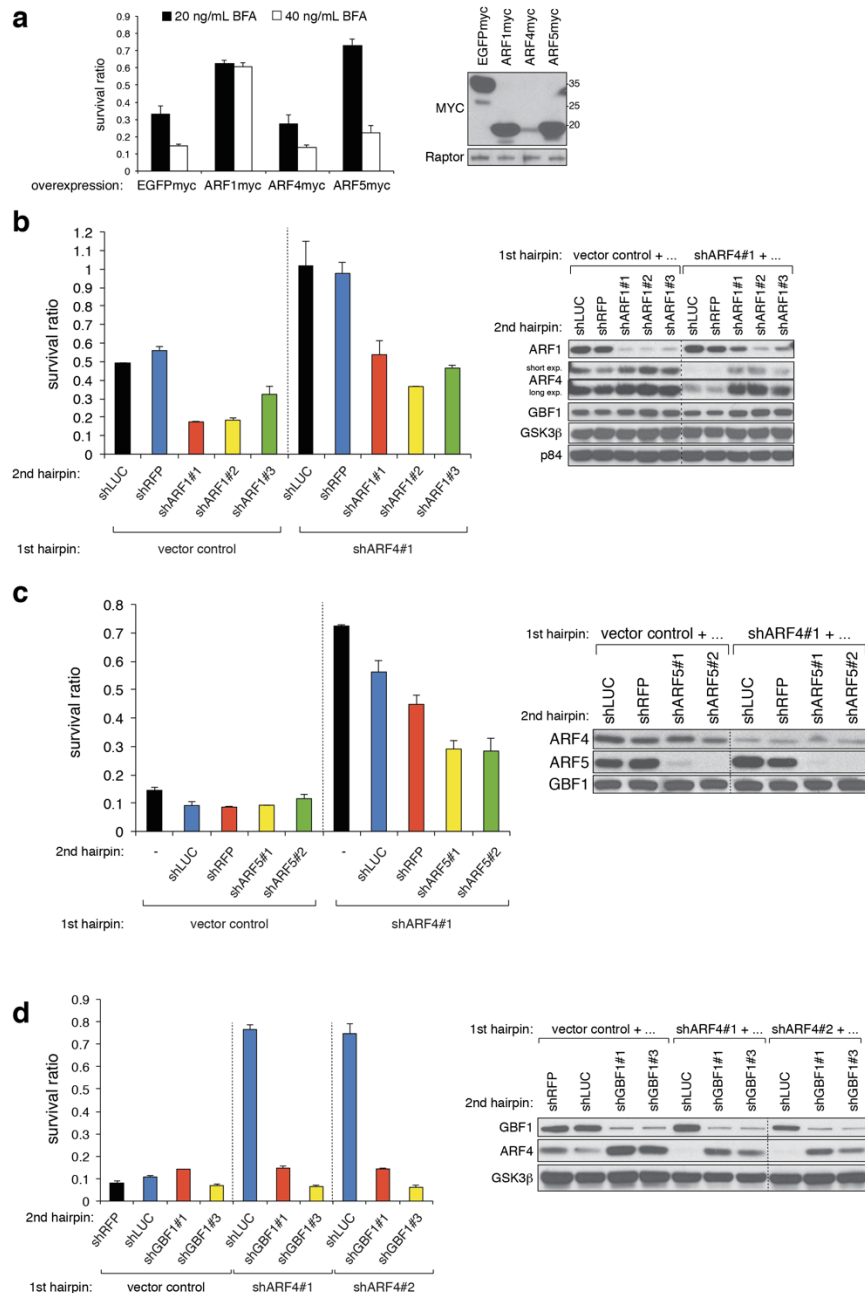 a
20 ng/mL BFA 40 ng/mL BFA
survival ratio
0.9
0.8
0.7
0.6
0.5
0.4
0.3
0.2
0.1
0
overexpression: EGFPmyc ARF1myc ARF4myc ARF5myc
EGFPmyc ARF1myc ARF4myc ARF5myc
MYC
35
25
20
Raptor
b
survival ratio
1.2
1.1
1
0.9
0.8
0.7
0.6
0.5
0.4
0.3
0.2
0.1
0
2nd hairpin: shLUC shRFP shARF1#1 shARF1#2 shARF1#3 shLUC shRFP shARF1#1 shARF1#2 shARF1#3
1st hairpin: vector control shARF4#1
1st hairpin: vector control + ... shARF4#1 + ...
2nd hairpin: shLUC shRFP shARF1#1 shARF1#2 shARF1#3 shLUC shRFP shARF1#1 shARF1#2 shARF1#3
ARF1
short exp.
ARF4
long exp.
GBF1
GSK3β
p84
c
survival ratio
0.8
0.7
0.6
0.5
0.4
0.3
0.2
0.1
0
2nd hairpin: - shLUC shRFP shARF5#1 shARF5#2 - shLUC shRFP shARF5#1 shARF5#2
1st hairpin: vector control shARF4#1
1st hairpin: vector control + ... shARF4#1 + ...
2nd hairpin: shLUC shRFP shARF5#1 shARF5#2 shLUC shRFP shARF5#1 shARF5#2
ARF4
ARF5
GBF1
d
survival ratio
0.9
0.8
0.7
0.6
0.5
0.4
0.3
0.2
0.1
0
2nd hairpin: shRFP shLUC shGBF1#1 shGBF1#3 shLUC shGBF1#1 shGBF1#3 shLUC shGBF1#1 shGBF1#3
1st hairpin: vector control shARF4#1 shARF4#2
1st hairpin: vector control + ... shARF4#1 + ... shARF4#2 + ...
2nd hairpin: shRFP shLUC shGBF1#1 shGBF1#3 shLUC shGBF1#1 shGBF1#3 shLUC shGBF1#1 shGBF1#3
GBF1
ARF4
GSK3β